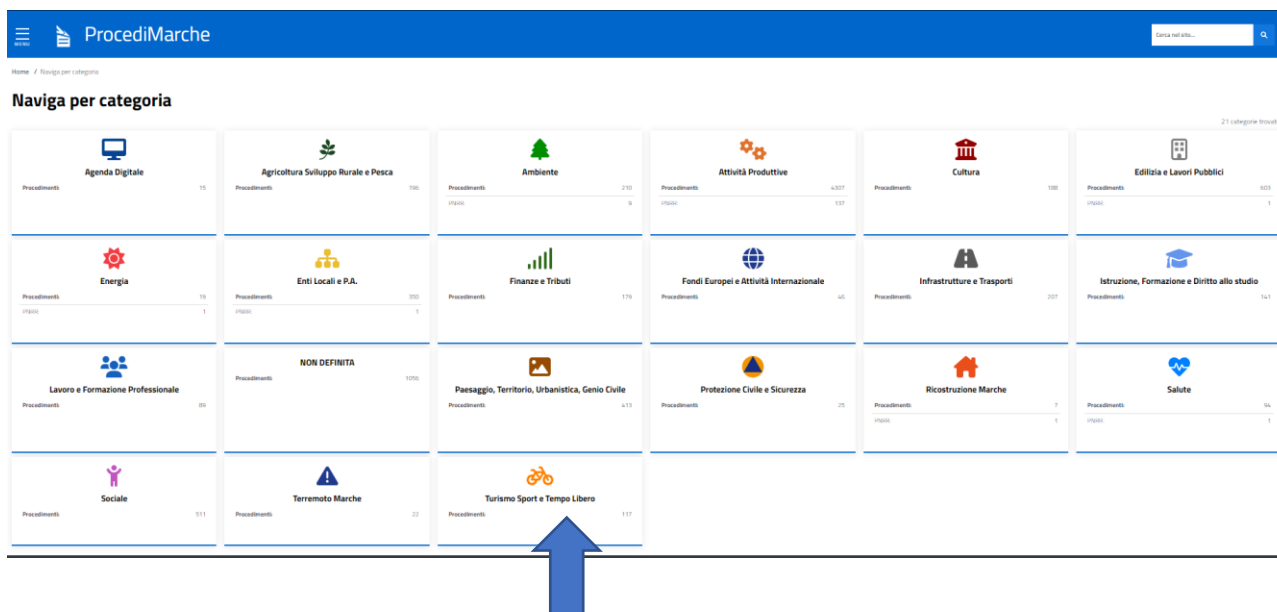 MENU
ProcediMarche
Cerca nel sito...
Home / Naviga per categoria
Naviga per categoria
21 categorie trovate
Agenda Digitale
Procedimenti: 15
Agricoltura Sviluppo Rurale e Pesca
Procedimenti: 196
Ambiente
Procedimenti: 210
PNRR: 9
Attività Produttive
Procedimenti: 4307
PNRR: 137
Cultura
Procedimenti: 188
Edilizia e Lavori Pubblici
Procedimenti: 603
PNRR: 1
Energia
Procedimenti: 19
PNRR: 1
Enti Locali e P.A.
Procedimenti: 350
PNRR: 1
Finanze e Tributi
Procedimenti: 179
Fondi Europei e Attività Internazionale
Procedimenti: 40
Infrastrutture e Trasporti
Procedimenti: 207
Istruzione, Formazione e Diritto allo studio
Procedimenti: 141
Lavoro e Formazione Professionale
Procedimenti: 89
NON DEFINITA
Procedimenti: 1056
Paesaggio, Territorio, Urbanistica, Genio Civile
Procedimenti: 413
Protezione Civile e Sicurezza
Procedimenti: 25
Ricostruzione Marche
Procedimenti: 7
PNRR: 1
Salute
Procedimenti: 94
PNRR: 1
Sociale
Procedimenti: 511
Terremoto Marche
Procedimenti: 22
Turismo Sport e Tempo Libero
Procedimenti: 117